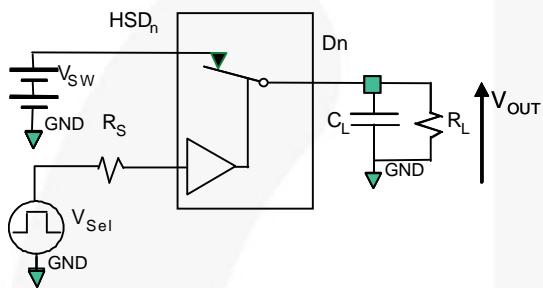 HSDn
Dn
VSW
GND
RS
CL
RL
VOUT
GND
VSel
GND